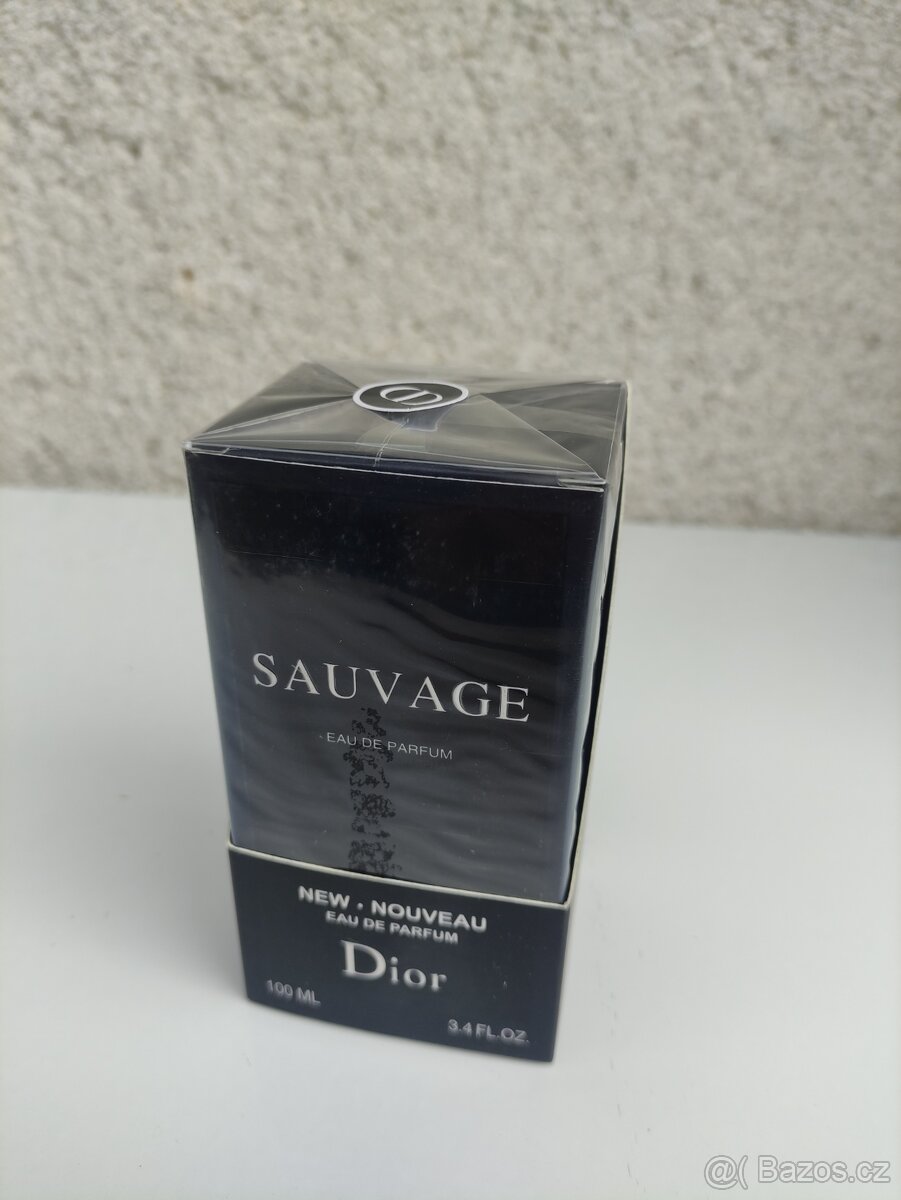 SAUVAGE
EAU DE PARFUM
NEW . NOUVEAU
EAU DE PARFUM
Dior
100 ML
3.4 FL.OZ.
@( Bazos.cz